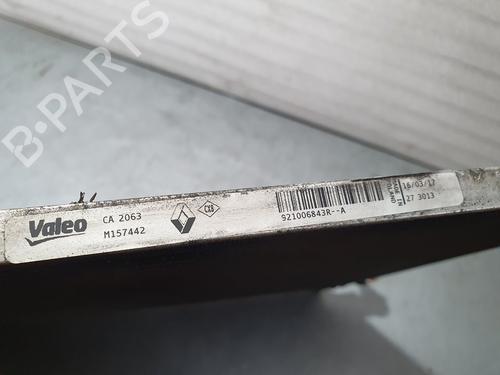 B-PARTS
Valeo
CA 2063
M157442
921006843R--A
16/03/17
27 3013